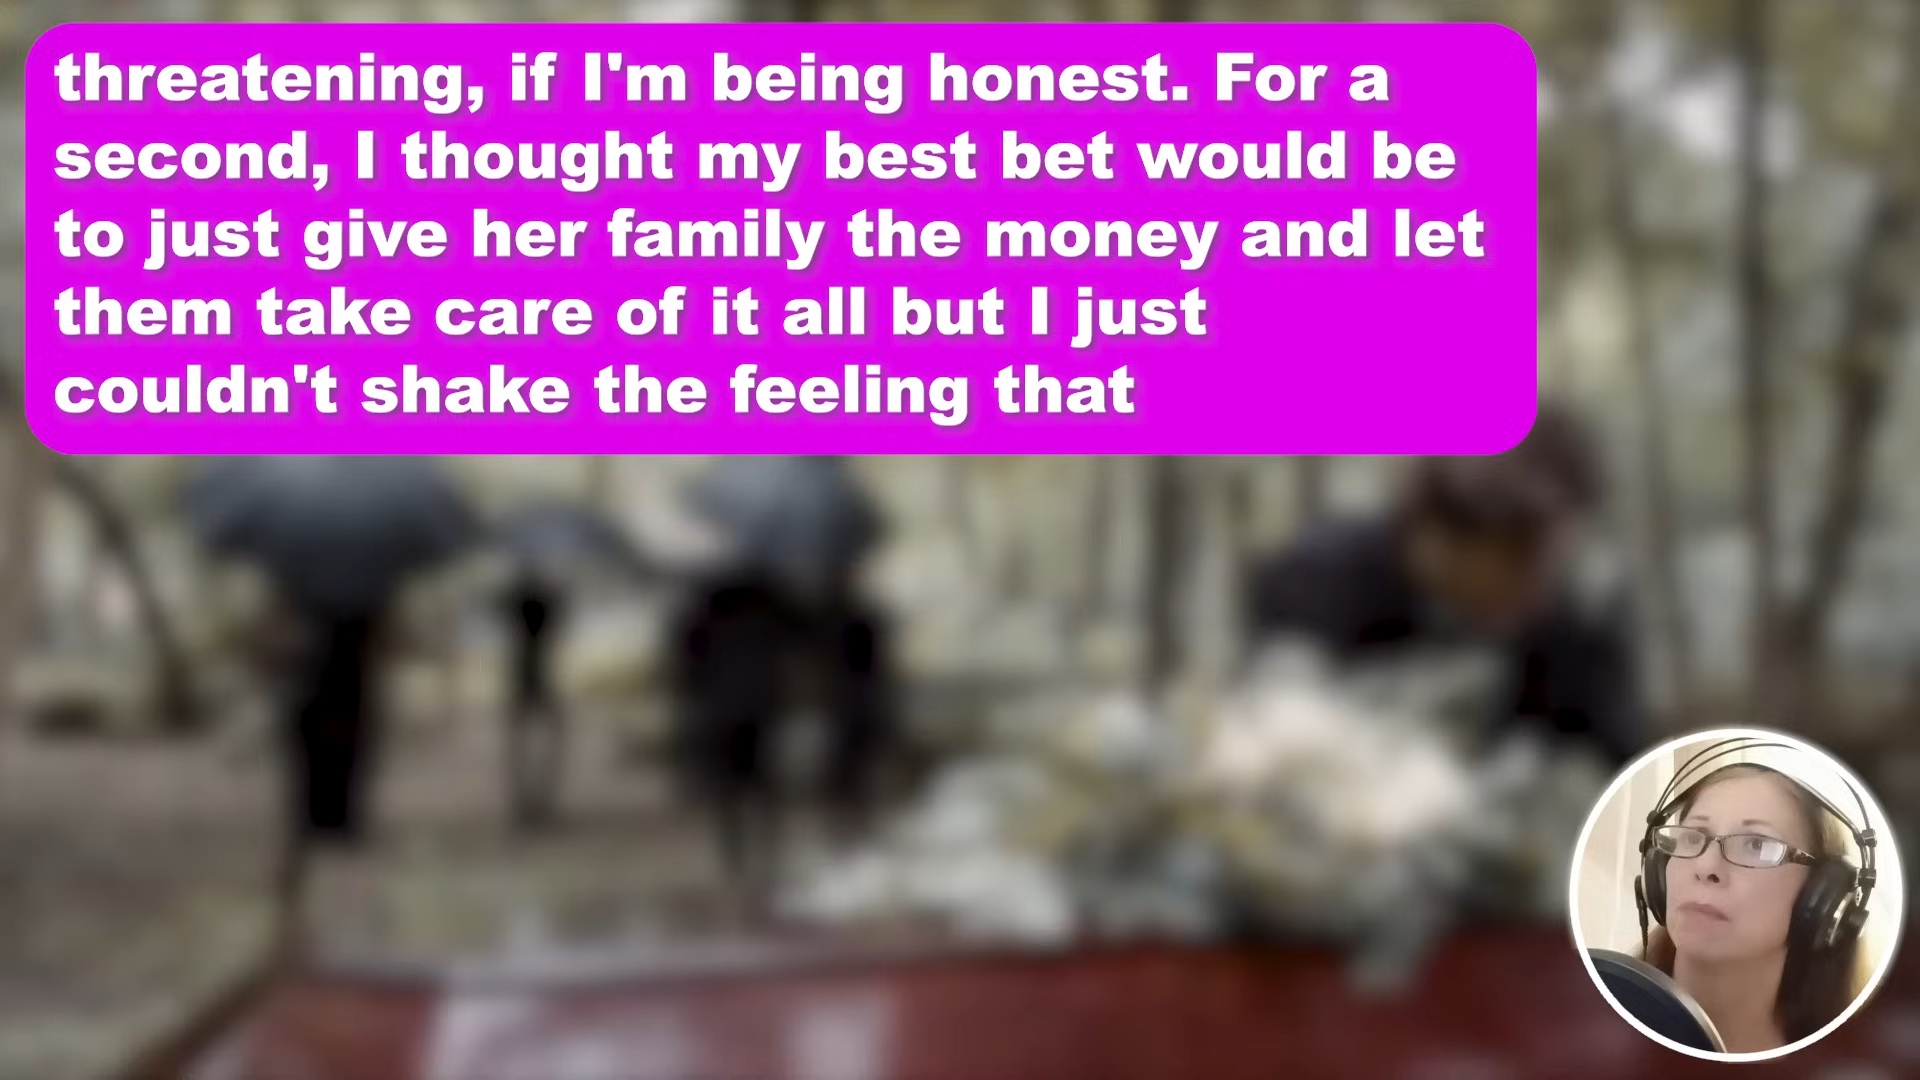 threatening, if I'm being honest. For a
second, I thought my best bet would be
to just give her family the money and let
them take care of it all but I just
couldn't shake the feeling that